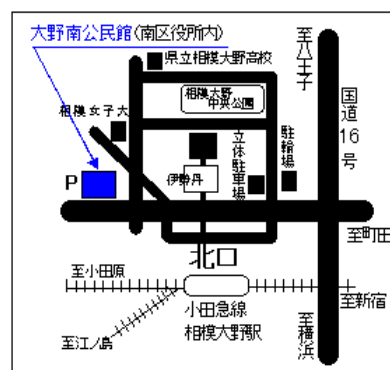 大野南公民館(南区役所内)
県立相模大野高校
至八王子
相模大野
中央公園
国道16号
相模女子大
立体駐車場
駐輪場
伊勢丹
P
至町田
北口
至小田原
至新宿
小田急線
相模大野駅
至江ノ島
至横浜